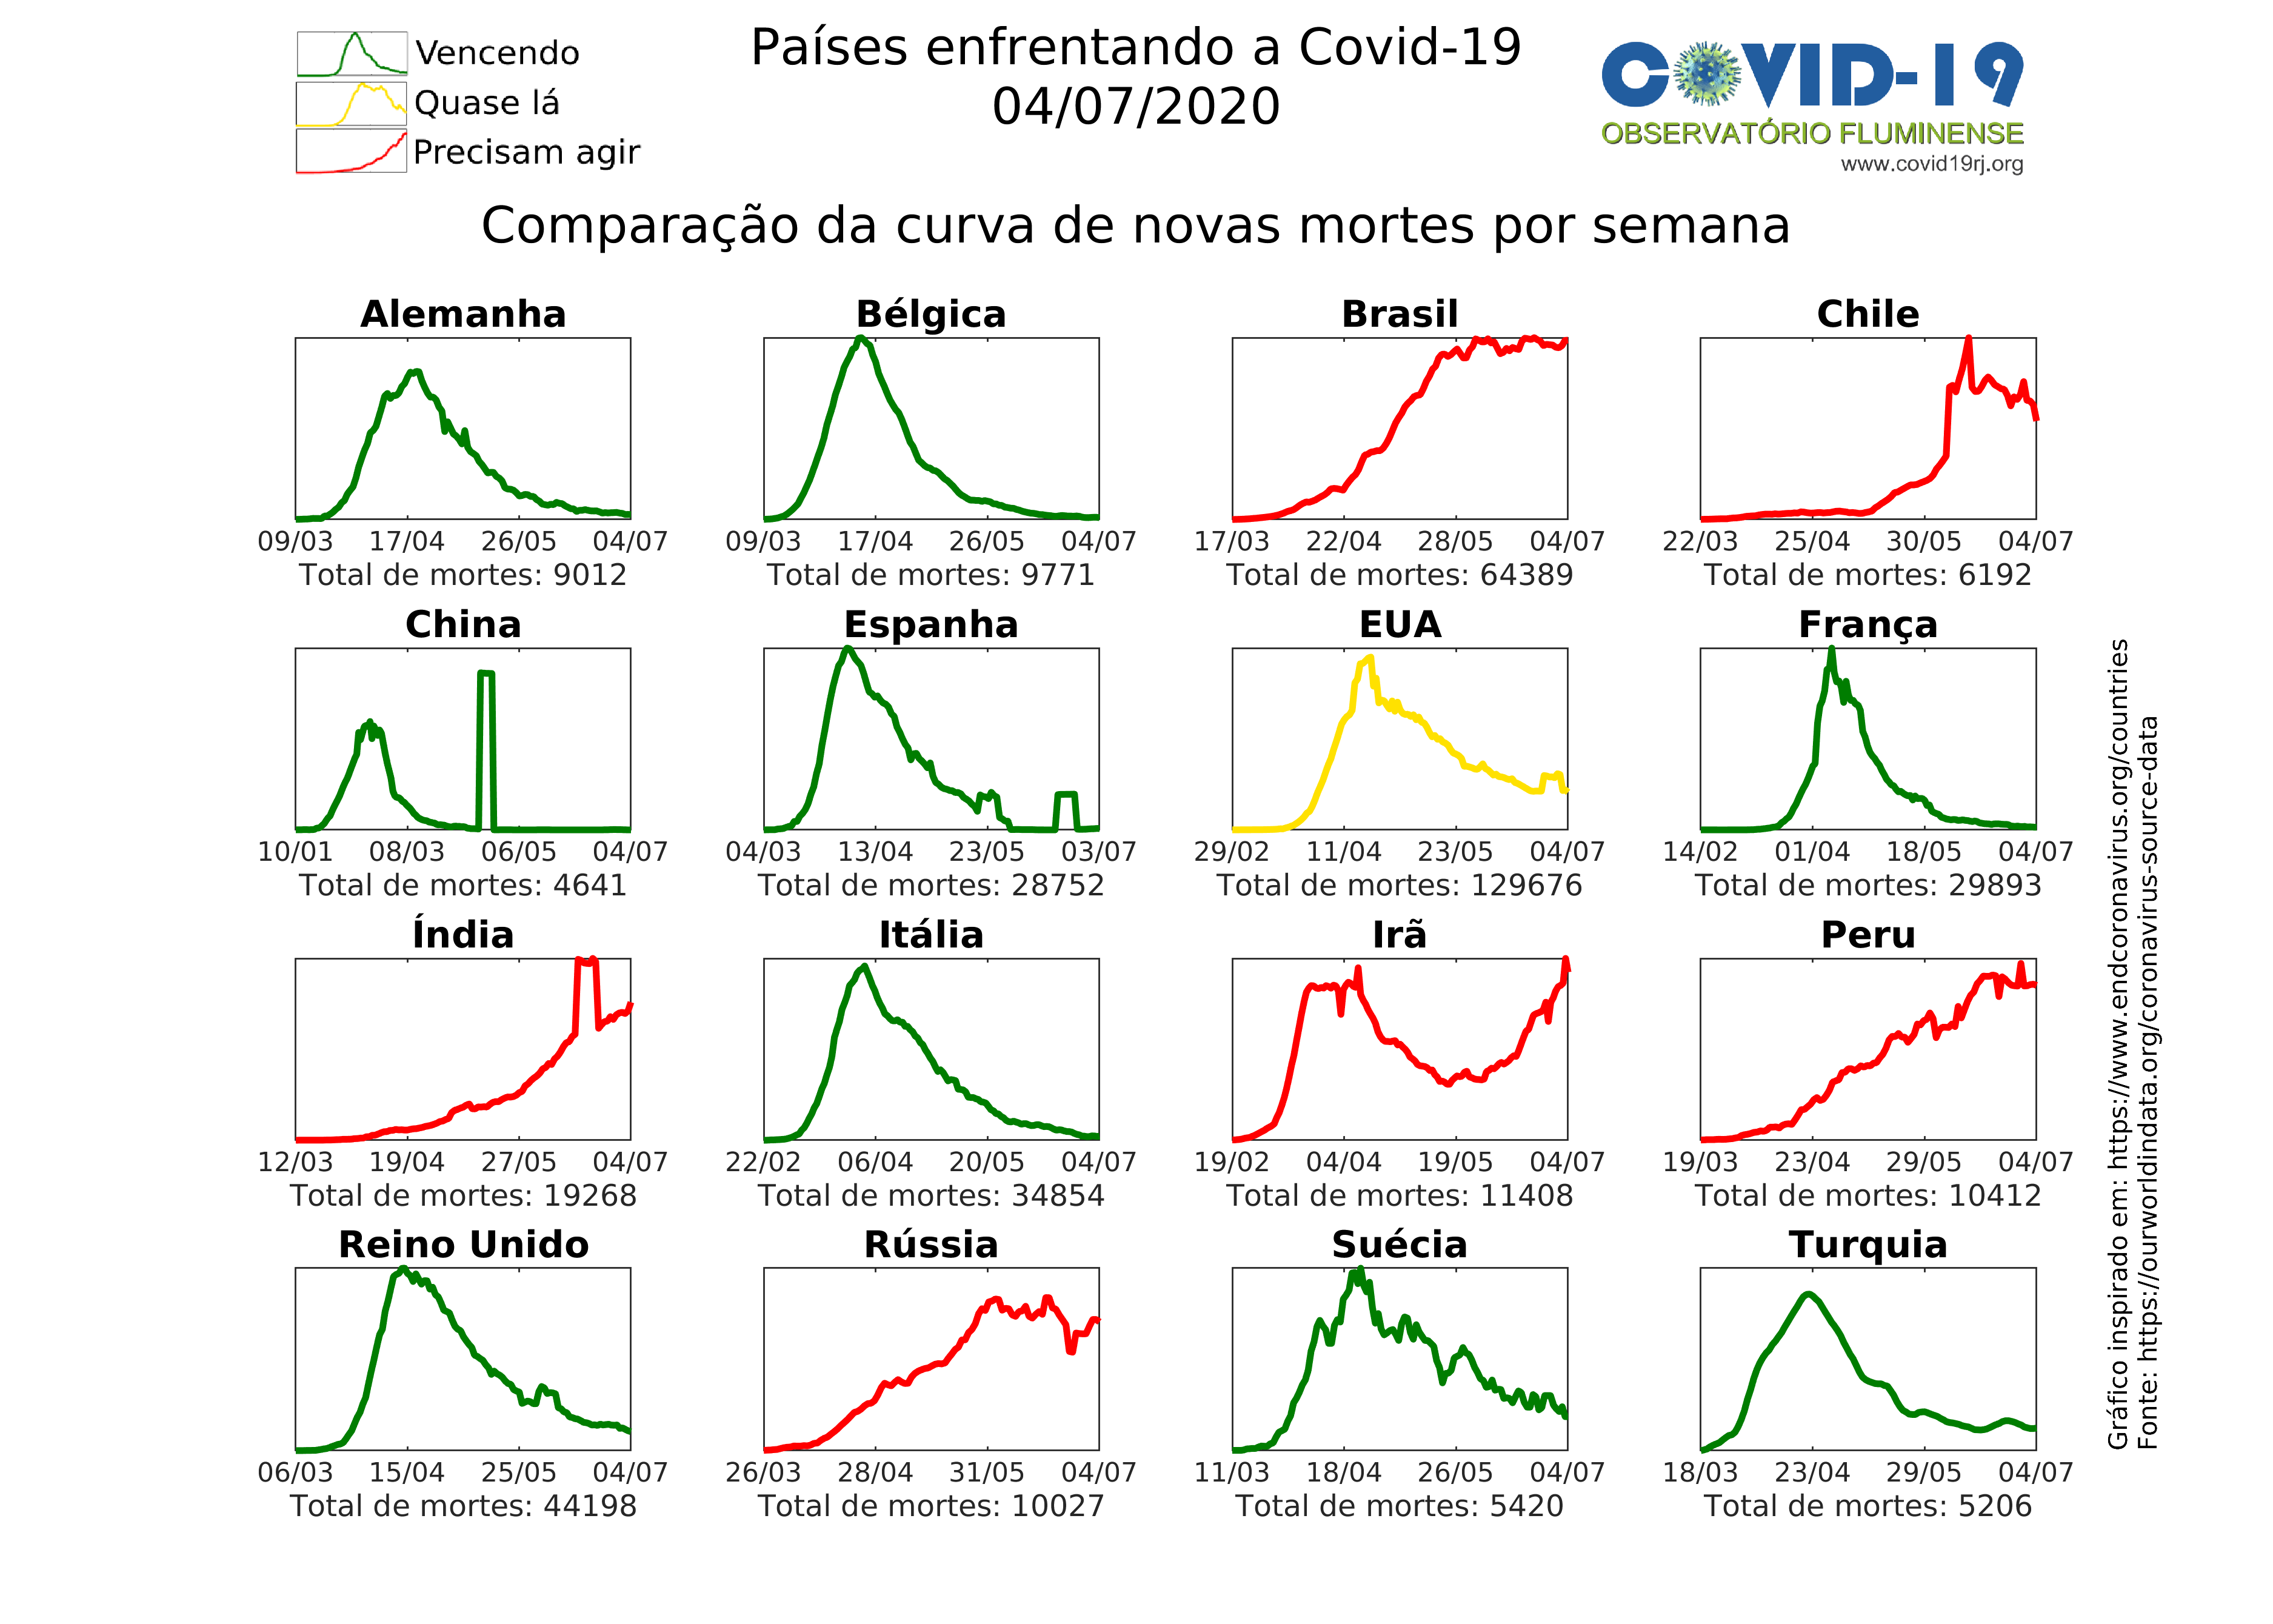 Vencendo
Quase lá
Precisam agir
Países enfrentando a Covid-19
04/07/2020
COVID-19
OBSERVATÓRIO FLUMINENSE
www.covid19rj.org
Comparação da curva de novas mortes por semana
Alemanha
09/03 17/04 26/05 04/07
Total de mortes: 9012
Bélgica
09/03 17/04 26/05 04/07
Total de mortes: 9771
Brasil
17/03 22/04 28/05 04/07
Total de mortes: 64389
Chile
22/03 25/04 30/05 04/07
Total de mortes: 6192
China
10/01 08/03 06/05 04/07
Total de mortes: 4641
Espanha
04/03 13/04 23/05 03/07
Total de mortes: 28752
EUA
29/02 11/04 23/05 04/07
Total de mortes: 129676
França
14/02 01/04 18/05 04/07
Total de mortes: 29893
Índia
12/03 19/04 27/05 04/07
Total de mortes: 19268
Itália
22/02 06/04 20/05 04/07
Total de mortes: 34854
Irã
19/02 04/04 19/05 04/07
Total de mortes: 11408
Peru
19/03 23/04 29/05 04/07
Total de mortes: 10412
Reino Unido
06/03 15/04 25/05 04/07
Total de mortes: 44198
Rússia
26/03 28/04 31/05 04/07
Total de mortes: 10027
Suécia
11/03 18/04 26/05 04/07
Total de mortes: 5420
Turquia
18/03 23/04 29/05 04/07
Total de mortes: 5206
Gráfico inspirado em: https://www.endcoronavirus.org/countries
Fonte: https://ourworldindata.org/coronavirus-source-data